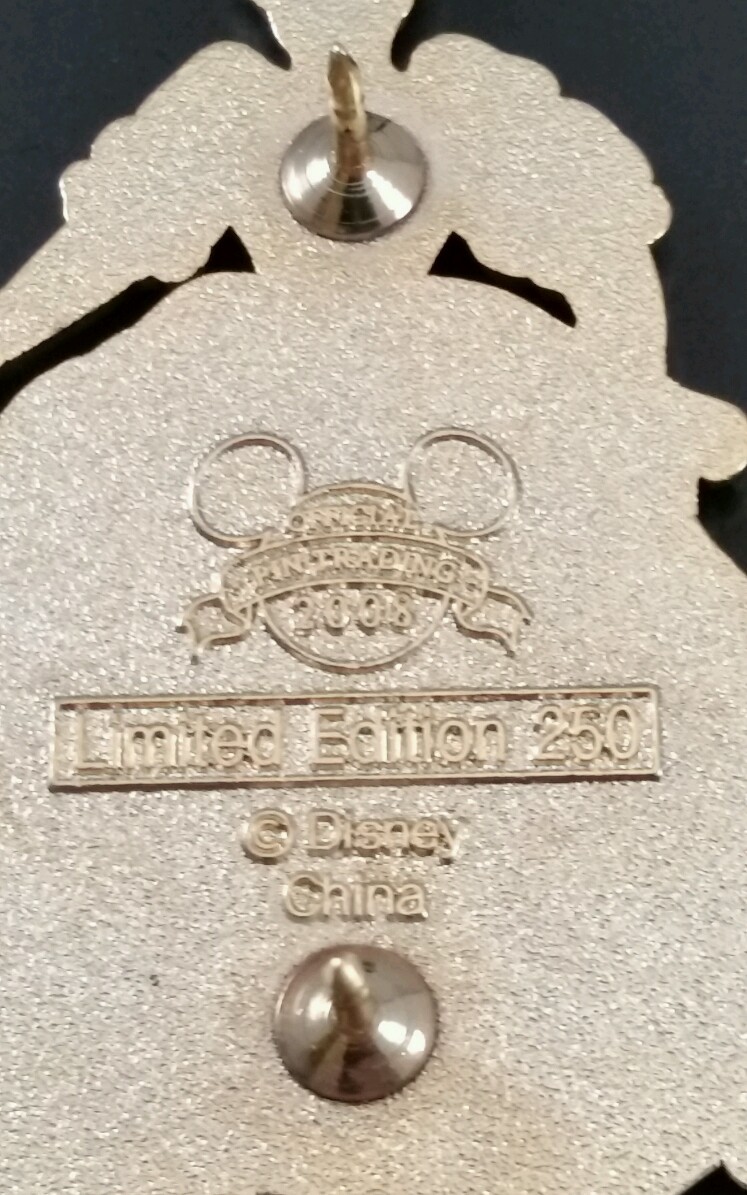 OFFICIAL
PIN TRADING
2008
Limited Edition 250
© Disney
China